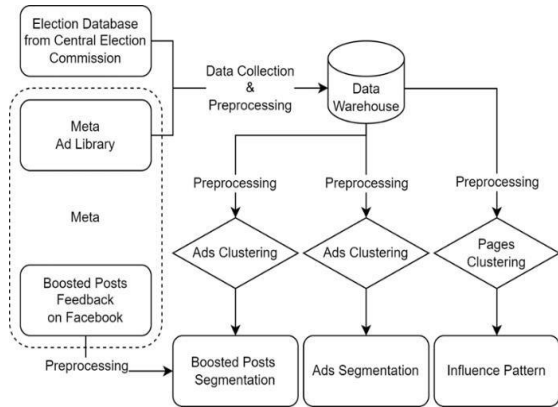 Election Database
from Central Election
Commission
Data Collection
&
Preprocessing
Data
Warehouse
Meta
Ad Library
Preprocessing
Preprocessing
Preprocessing
Meta
Ads Clustering
Ads Clustering
Pages
Clustering
Boosted Posts
Feedback
on Facebook
Preprocessing
Boosted Posts
Segmentation
Ads Segmentation
Influence Pattern